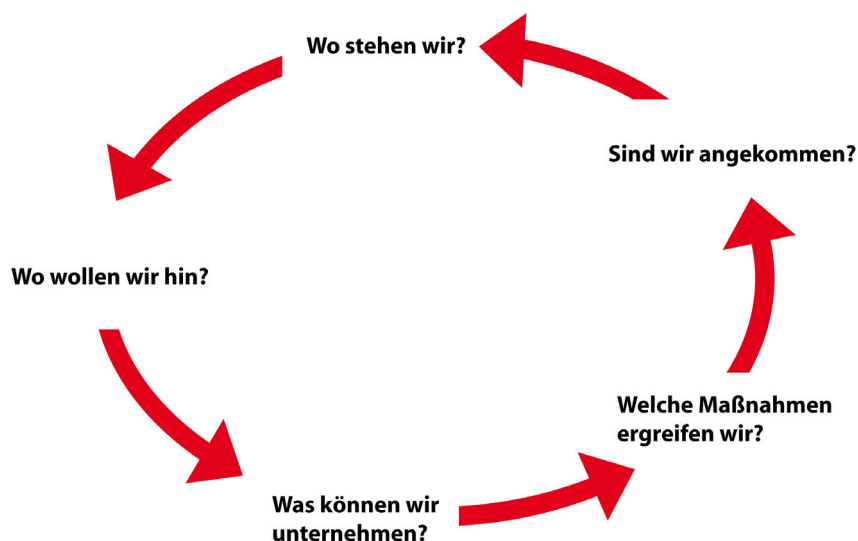 Wo stehen wir?
Sind wir angekommen?
Wo wollen wir hin?
Welche Maßnahmen
ergreifen wir?
Was können wir
unternehmen?